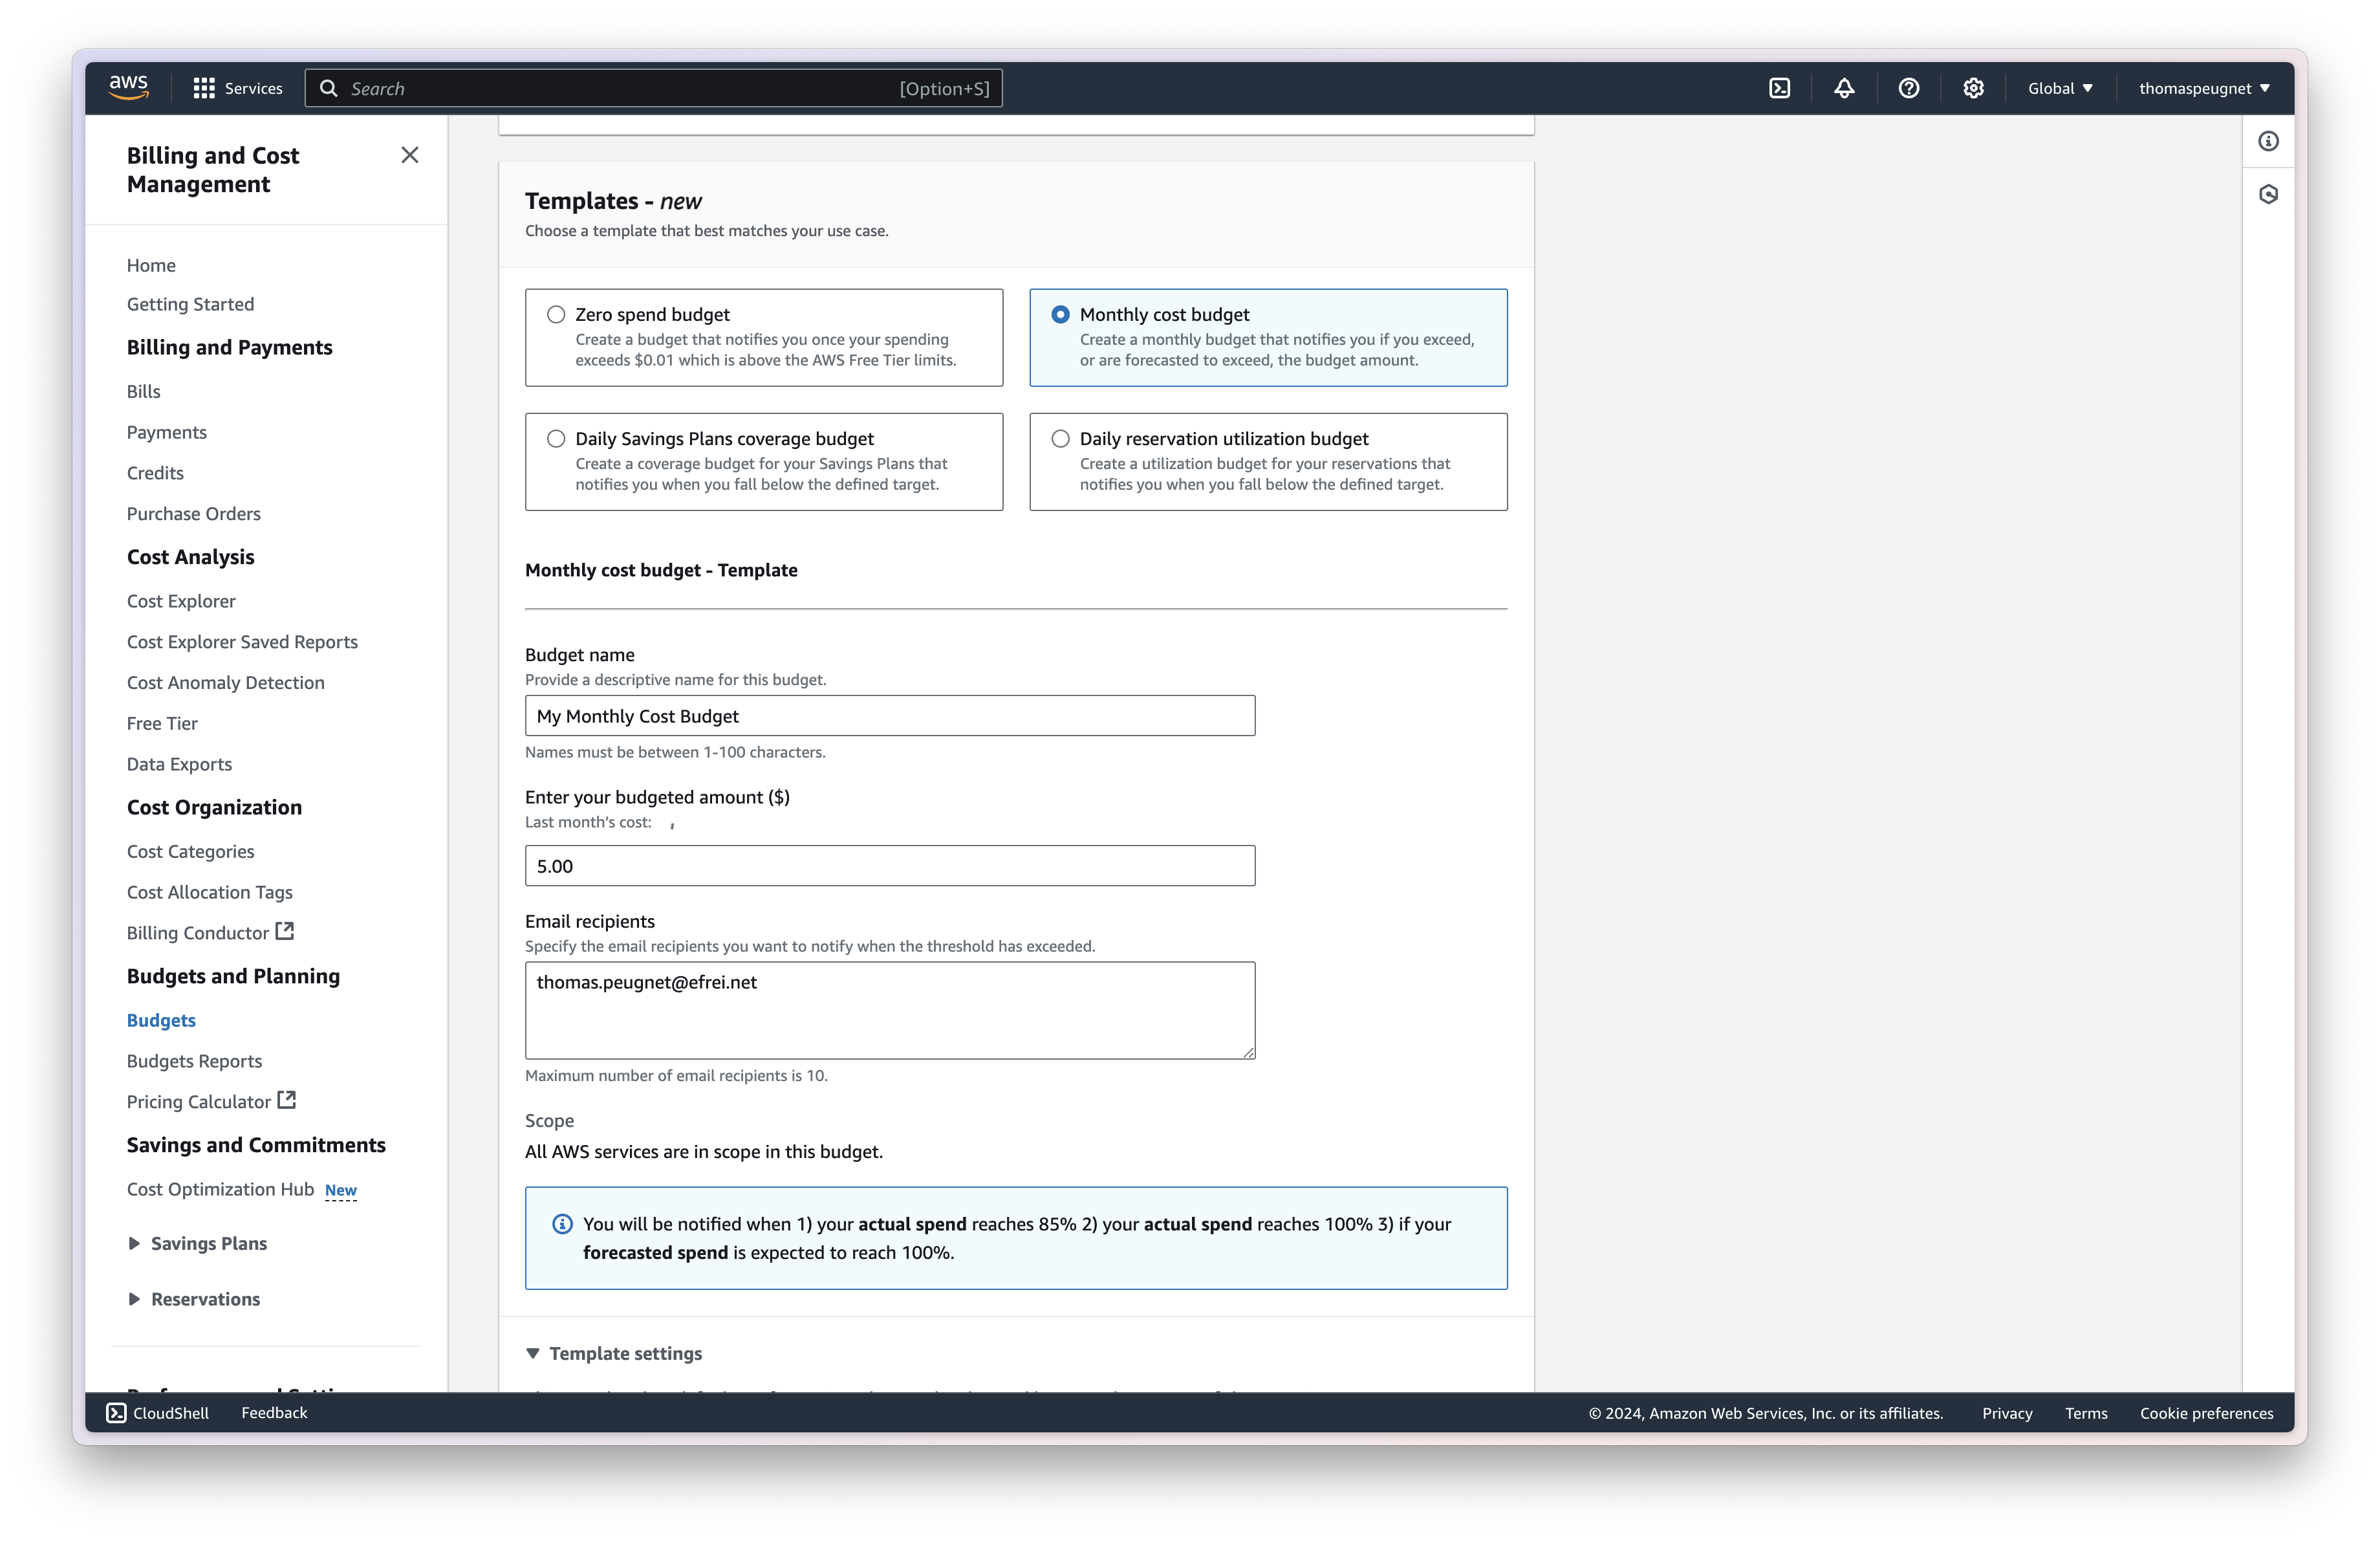 aws
Services
Search
[Option+S]
Global
thomaspeugnet
Billing and Cost
Management
Home
Getting Started
Billing and Payments
Bills
Payments
Credits
Purchase Orders
Cost Analysis
Cost Explorer
Cost Explorer Saved Reports
Cost Anomaly Detection
Free Tier
Data Exports
Cost Organization
Cost Categories
Cost Allocation Tags
Billing Conductor
Budgets and Planning
Budgets
Budgets Reports
Pricing Calculator
Savings and Commitments
Cost Optimization Hub New
Savings Plans
Reservations
Templates - new
Choose a template that best matches your use case.
Zero spend budget
Create a budget that notifies you once your spending
exceeds $0.01 which is above the AWS Free Tier limits.
Monthly cost budget
Create a monthly budget that notifies you if you exceed,
or are forecasted to exceed, the budget amount.
Daily Savings Plans coverage budget
Create a coverage budget for your Savings Plans that
notifies you when you fall below the defined target.
Daily reservation utilization budget
Create a utilization budget for your reservations that
notifies you when you fall below the defined target.
Monthly cost budget - Template
Budget name
Provide a descriptive name for this budget.
My Monthly Cost Budget
Names must be between 1-100 characters.
Enter your budgeted amount ($)
Last month's cost:
5.00
Email recipients
Specify the email recipients you want to notify when the threshold has exceeded.
thomas.peugnet@efrei.net
Maximum number of email recipients is 10.
Scope
All AWS services are in scope in this budget.
You will be notified when 1) your actual spend reaches 85% 2) your actual spend reaches 100% 3) if your
forecasted spend is expected to reach 100%.
Template settings
CloudShell
Feedback
© 2024, Amazon Web Services, Inc. or its affiliates.
Privacy
Terms
Cookie preferences